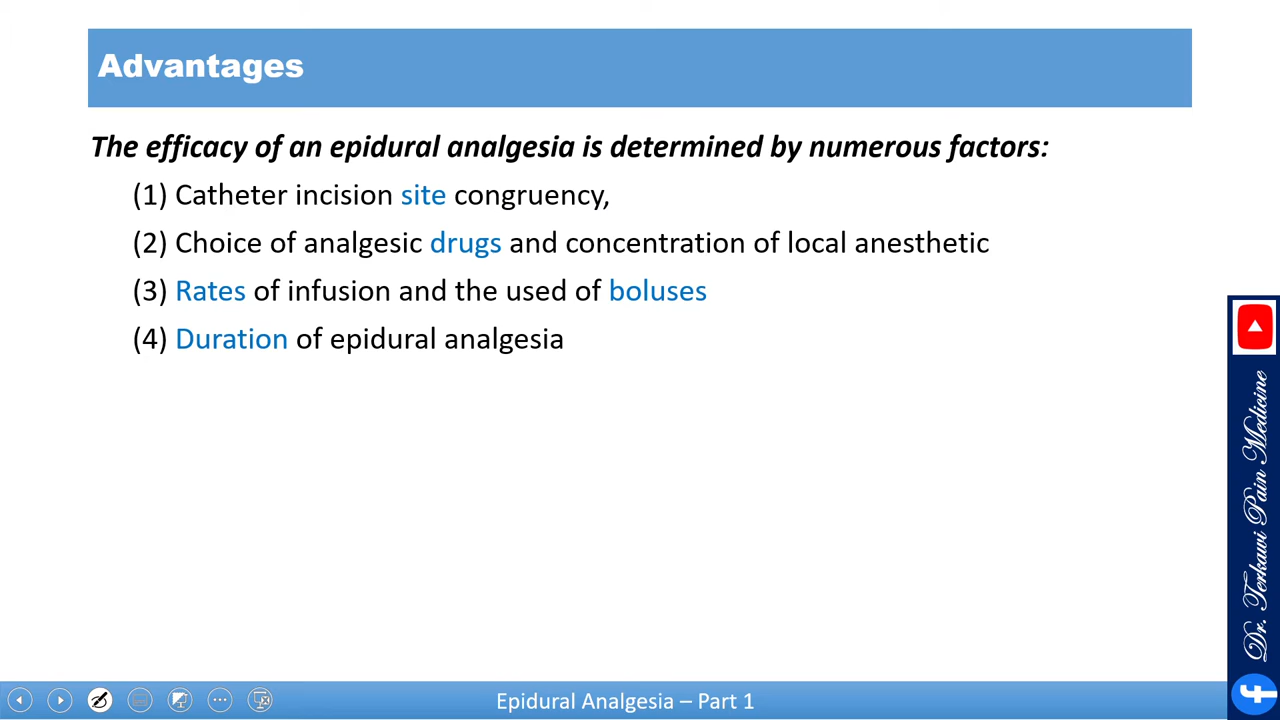 Advantages
The efficacy of an epidural analgesia is determined by numerous factors:
(1) Catheter incision site congruency,
(2) Choice of analgesic drugs and concentration of local anesthetic
(3) Rates of infusion and the used of boluses
(4) Duration of epidural analgesia
Dr. Terkawi Pain Medicine
Epidural Analgesia – Part 1